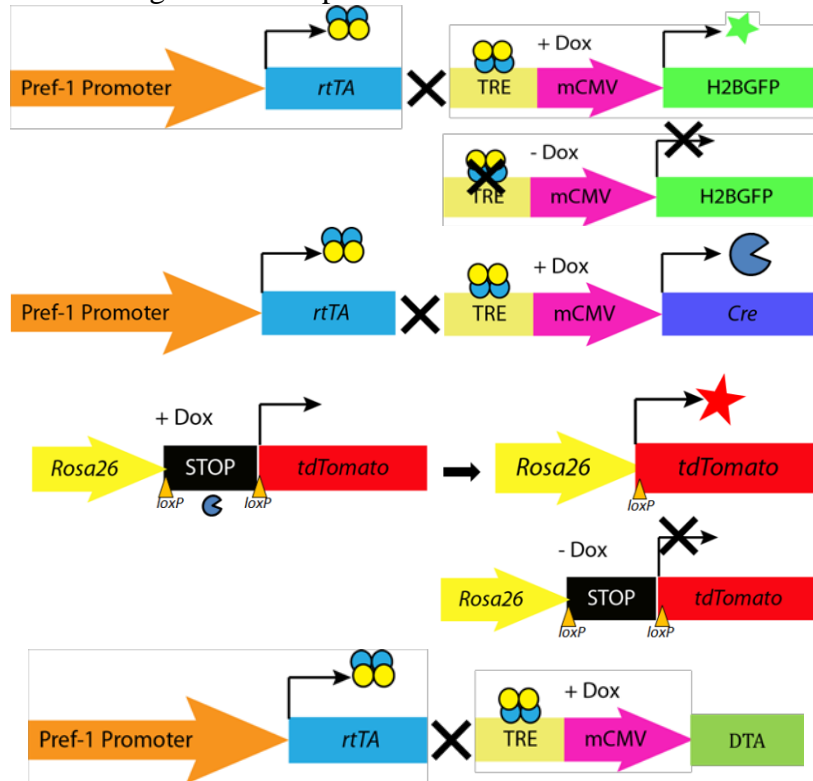 + Dox
Pref-1 Promoter rtTA TRE mCMV H2BGFP
- Dox
TRE mCMV H2BGFP
+ Dox
Pref-1 Promoter rtTA TRE mCMV Cre
+ Dox
Rosa26 STOP tdTomato Rosa26 tdTomato
loxP loxP loxP
- Dox
Rosa26 STOP tdTomato
loxP loxP
+ Dox
Pref-1 Promoter rtTA TRE mCMV DTA